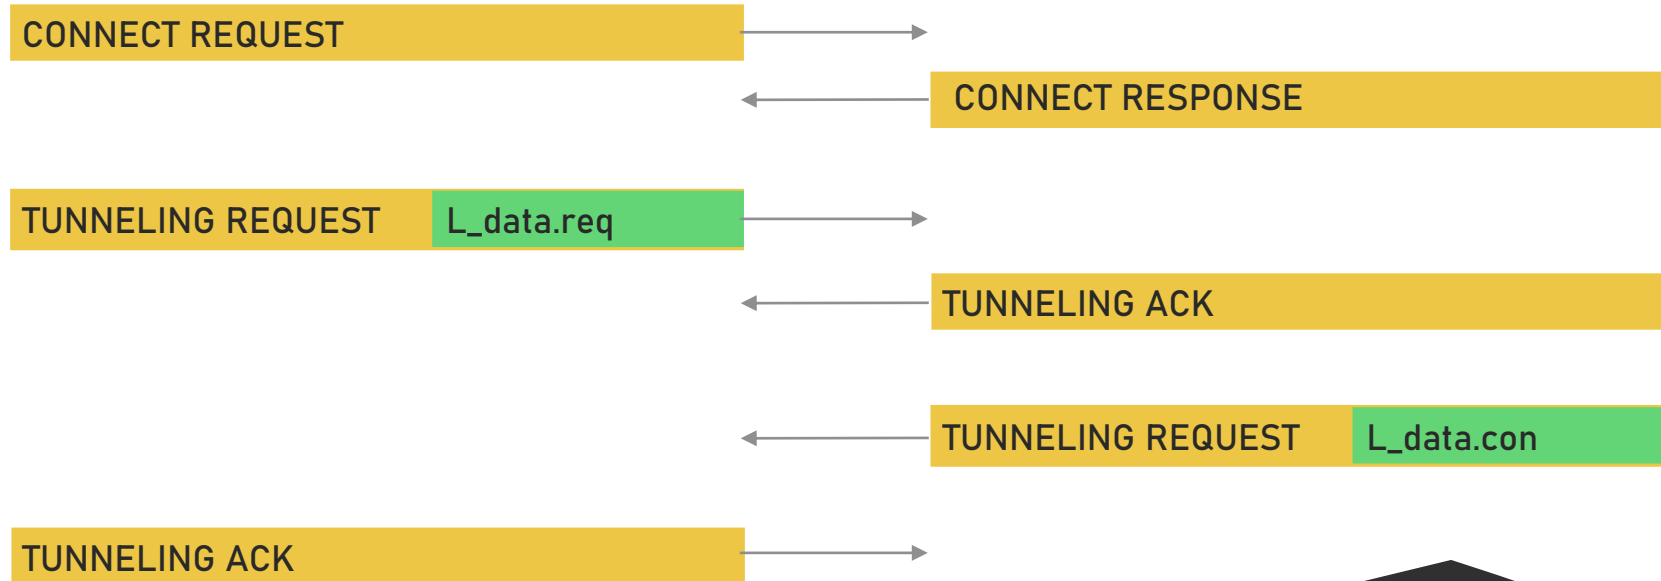 CONNECT REQUEST
CONNECT RESPONSE
TUNNELING REQUEST L_data.req
TUNNELING ACK
TUNNELING REQUEST L_data.con
TUNNELING ACK